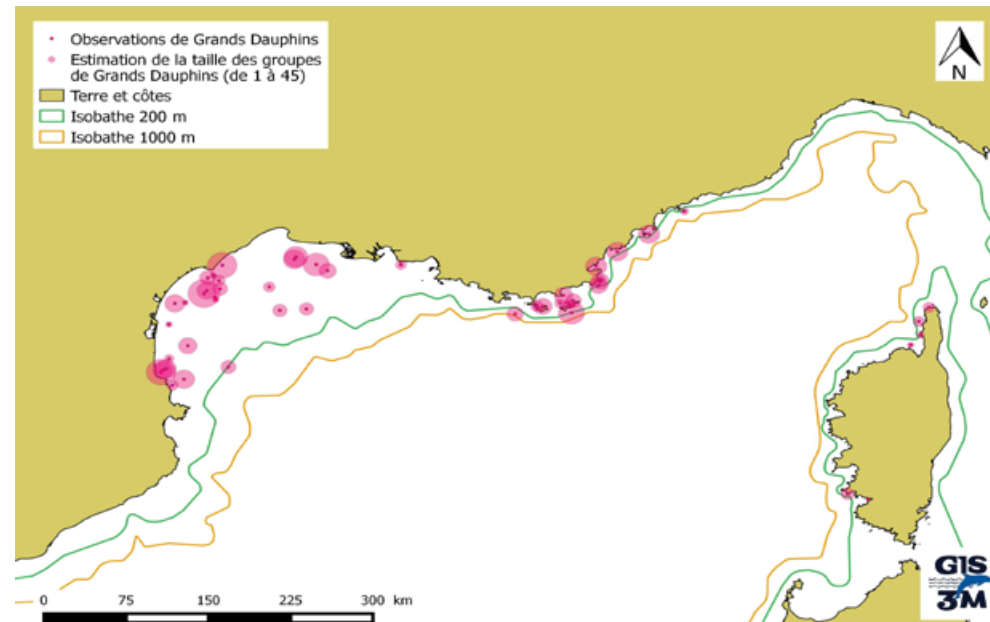 Observations de Grands Dauphins
Estimation de la taille des groupes
de Grands Dauphins (de 1 à 45)
Terre et côtes
Isobathe 200 m
Isobathe 1000 m
N
0 75 150 225 300 km
GIS
3M